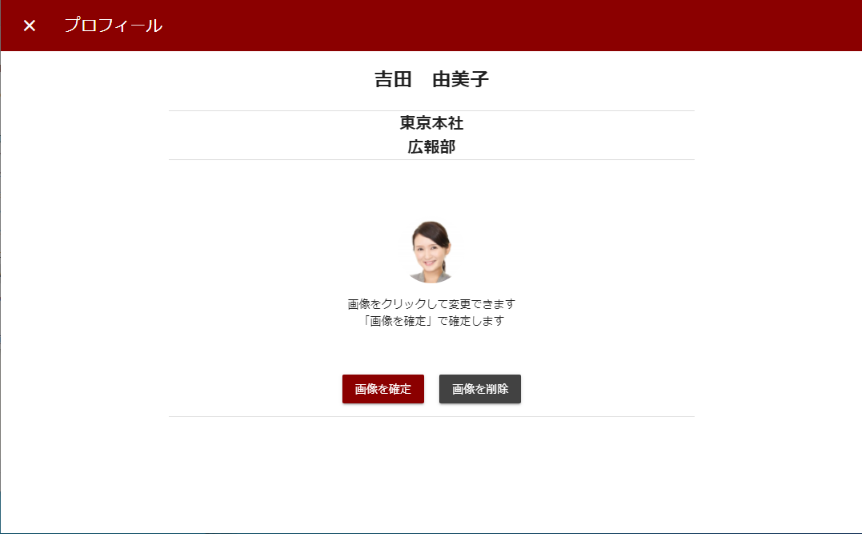 × プロフィール
吉田　由美子
東京本社
広報部
画像をクリックして変更できます
「画像を確定」で確定します
画像を確定 画像を削除